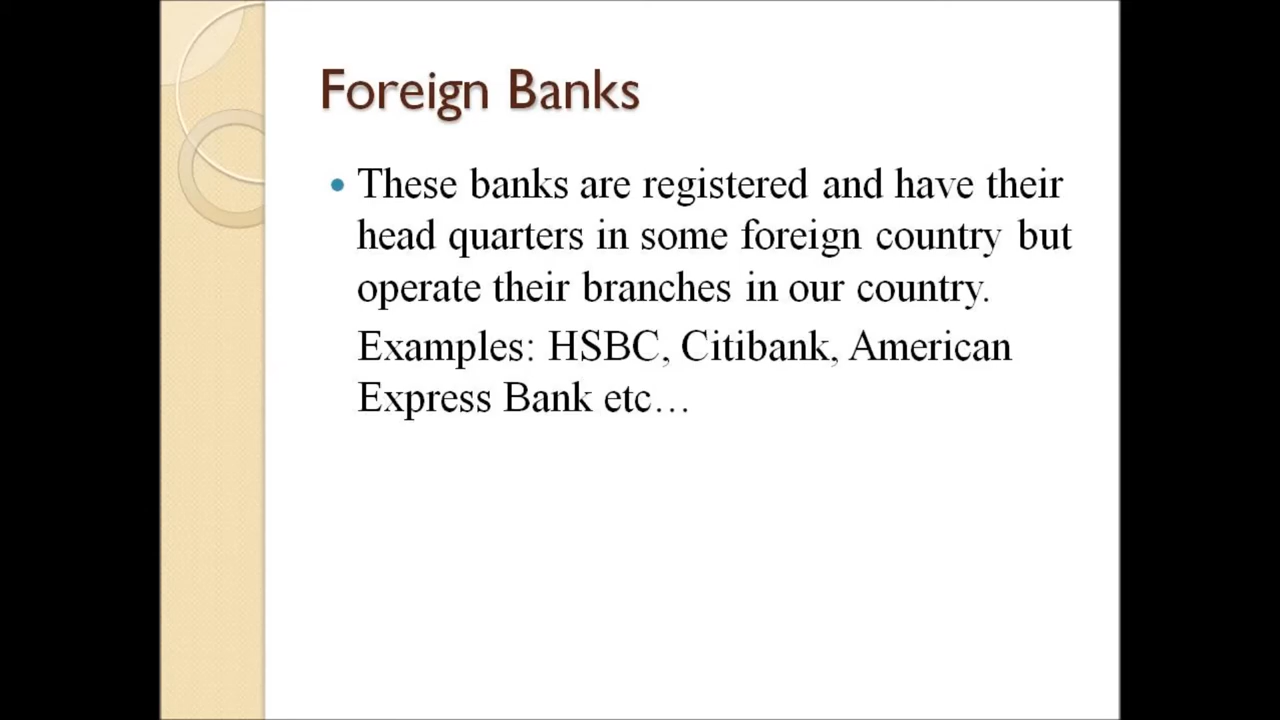 Foreign Banks
• These banks are registered and have their
head quarters in some foreign country but
operate their branches in our country.
Examples: HSBC, Citibank, American
Express Bank etc…